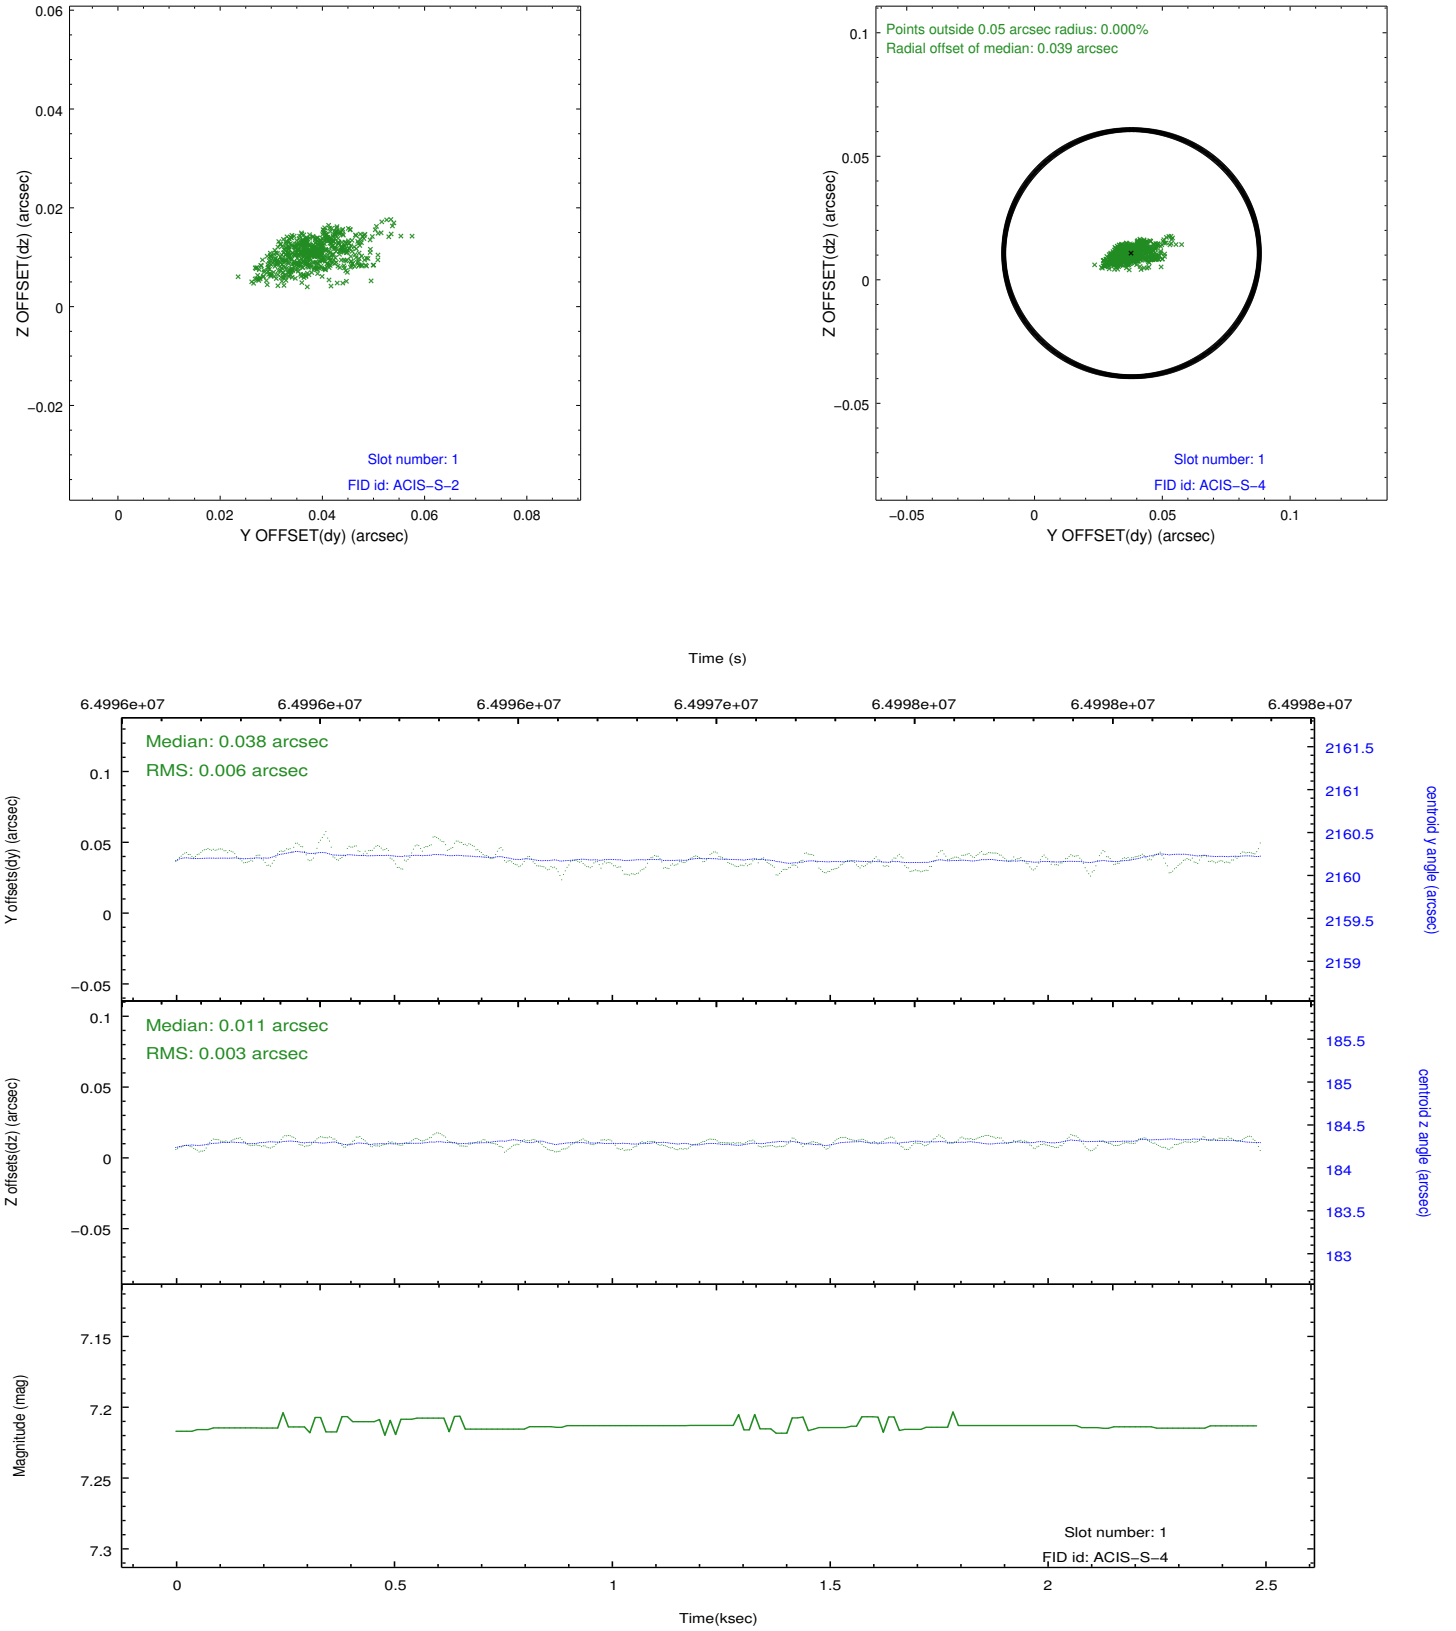 0.06
0.04
0.02
0
−0.02
Z OFFSET(dz) (arcsec)
Slot number: 1
FID id: ACIS−S−2
0 0.02 0.04 0.06 0.08
Y OFFSET(dy) (arcsec)
Points outside 0.05 arcsec radius: 0.000%
Radial offset of median: 0.039 arcsec
0.1
0.05
0
−0.05
Z OFFSET(dz) (arcsec)
Slot number: 1
FID id: ACIS−S−4
−0.05 0 0.05 0.1
Y OFFSET(dy) (arcsec)
Time (s)
6.4996e+07 6.4996e+07 6.4996e+07 6.4997e+07 6.4998e+07 6.4998e+07 6.4998e+07
Median: 0.038 arcsec
RMS: 0.006 arcsec
0.1
0.05
0
−0.05
Y offsets(dy) (arcsec)
2161.5
2161
2160.5
2160
2159.5
2159
centroid y angle (arcsec)
Median: 0.011 arcsec
RMS: 0.003 arcsec
0.1
0.05
0
−0.05
Z offsets(dz) (arcsec)
185.5
185
184.5
184
183.5
183
centroid z angle (arcsec)
7.15
7.2
7.25
7.3
Magnitude (mag)
Slot number: 1
FID id: ACIS−S−4
0 0.5 1 1.5 2 2.5
Time(ksec)